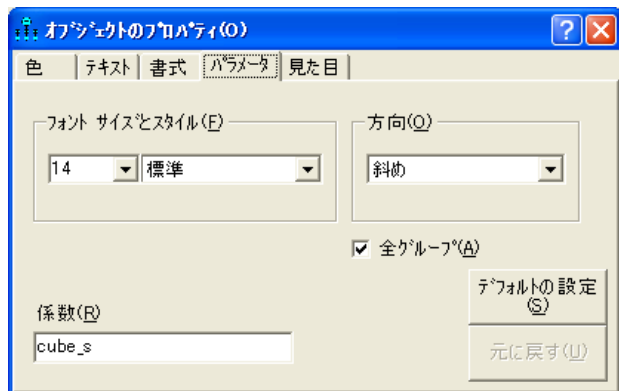 ｵﾌﾞｼﾞｪｸﾄのﾌﾟﾛﾊﾟﾃｨ(O)
色 テキスト 書式 ﾊﾟﾗﾒｰﾀ 見た目
ﾌｫﾝﾄ ｻｲｽﾞとｽﾀｲﾙ(F)
方向(O)
14 標準
斜め
全ｸﾞﾙｰﾌﾟ(A)
ﾃﾞﾌｫﾙﾄの設定
(S)
係数(R)
cube_s
元に戻す(U)